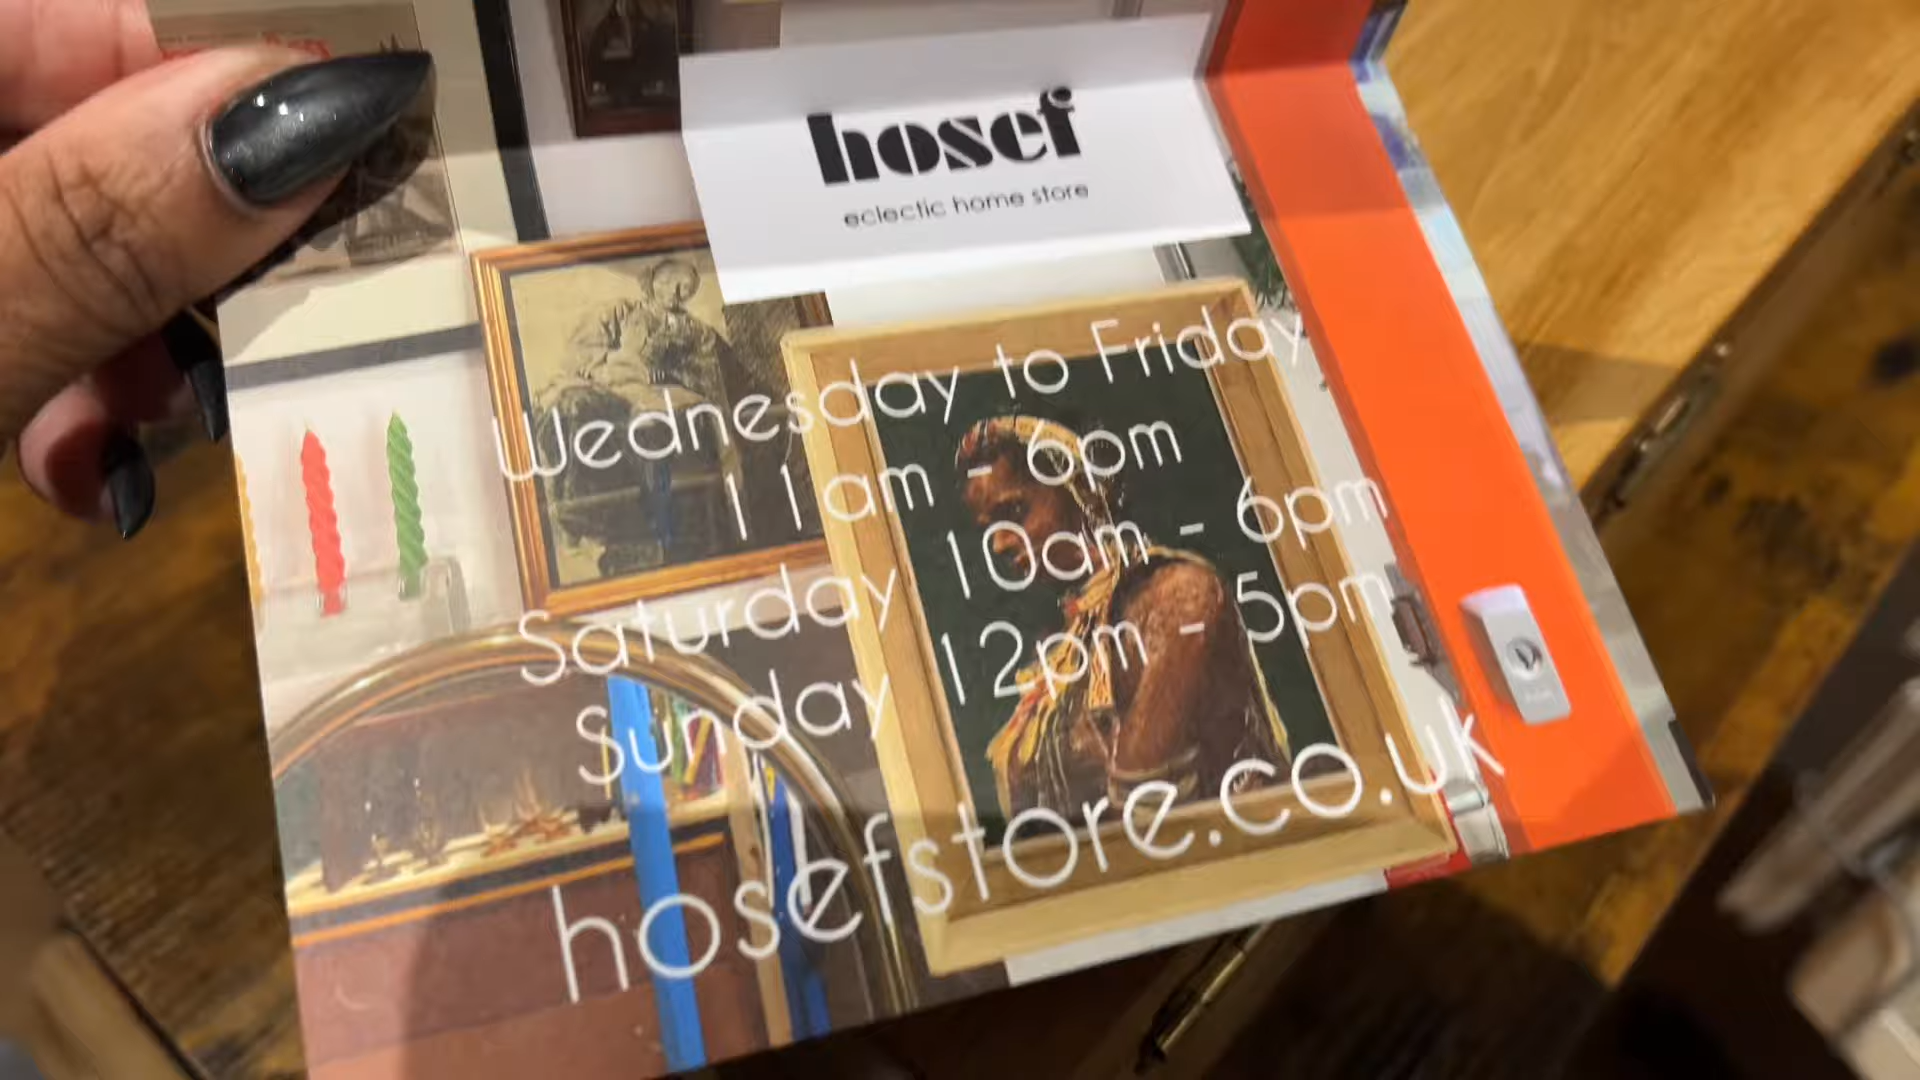 hosef
eclectic home store
Wednesday to Friday
11am - 6pm
Saturday 10am - 6pm
Sunday 12pm - 5pm
hosefstore.co.uk